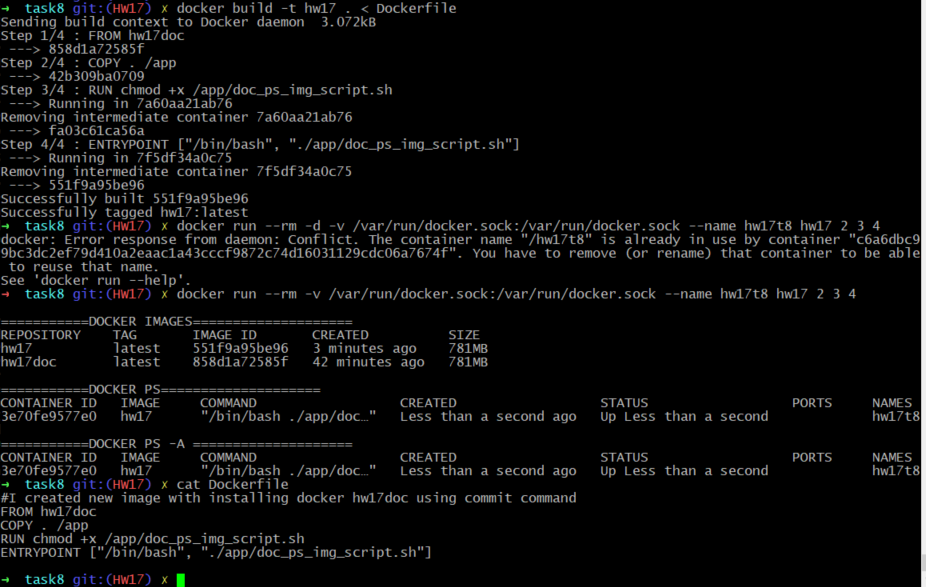 →  task8 git:(HW17) ✗ docker build -t hw17 . < Dockerfile
Sending build context to Docker daemon  3.072kB
Step 1/4 : FROM hw17doc
 ---> 858d1a72585f
Step 2/4 : COPY . /app
 ---> 42b309ba0709
Step 3/4 : RUN chmod +x /app/doc_ps_img_script.sh
 ---> Running in 7a60aa21ab76
Removing intermediate container 7a60aa21ab76
 ---> fa03c61ca56a
Step 4/4 : ENTRYPOINT ["/bin/bash", "./app/doc_ps_img_script.sh"]
 ---> Running in 7f5df34a0c75
Removing intermediate container 7f5df34a0c75
 ---> 551f9a95be96
Successfully built 551f9a95be96
Successfully tagged hw17:latest
→  task8 git:(HW17) ✗ docker run --rm -d -v /var/run/docker.sock:/var/run/docker.sock --name hw17t8 hw17 2 3 4
docker: Error response from daemon: Conflict. The container name "/hw17t8" is already in use by container "c6a6dbc9
9bc3dc2ef79d410a2eaac1a43cccf9872c74d16031129cdc06a7674f". You have to remove (or rename) that container to be able
 to reuse that name.
See 'docker run --help'.
→  task8 git:(HW17) ✗ docker run --rm -v /var/run/docker.sock:/var/run/docker.sock --name hw17t8 hw17 2 3 4
===========DOCKER IMAGES====================
REPOSITORY    TAG       IMAGE ID       CREATED          SIZE
hw17          latest    551f9a95be96   3 minutes ago    781MB
hw17doc       latest    858d1a72585f   42 minutes ago   781MB
===========DOCKER PS====================
CONTAINER ID   IMAGE     COMMAND                  CREATED                  STATUS                  PORTS     NAMES
3e70fe9577e0   hw17      "/bin/bash ./app/doc…"   Less than a second ago   Up Less than a second             hw17t8
===========DOCKER PS -A ====================
CONTAINER ID   IMAGE     COMMAND                  CREATED                  STATUS                  PORTS     NAMES
3e70fe9577e0   hw17      "/bin/bash ./app/doc…"   Less than a second ago   Up Less than a second             hw17t8
→  task8 git:(HW17) ✗ cat Dockerfile
#I created new image with installing docker hw17doc using commit command
FROM hw17doc
COPY . /app
RUN chmod +x /app/doc_ps_img_script.sh
ENTRYPOINT ["/bin/bash", "./app/doc_ps_img_script.sh"]
→  task8 git:(HW17) ✗